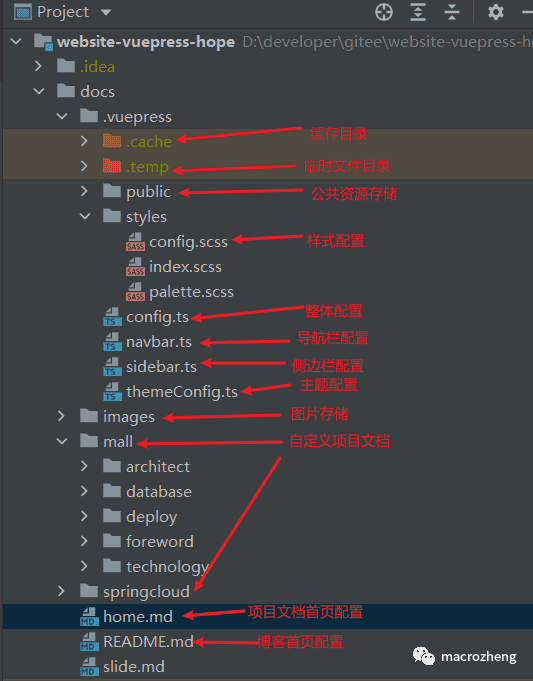 Project
website-vuepress-hope D:\developer\gitee\website-vuepress-h
.idea
docs
.vuepress
.cache 缓存目录
.temp 临时文件目录
public 公共资源存储
styles
config.scss 样式配置
index.scss
palette.scss
config.ts 整体配置
navbar.ts 导航栏配置
sidebar.ts 侧边栏配置
themeConfig.ts 主题配置
images 图片存储
mall 自定义项目文档
architect
database
deploy
foreword
technology
springcloud
home.md 项目文档首页配置
README.md 博客首页配置
slide.md
macrozheng